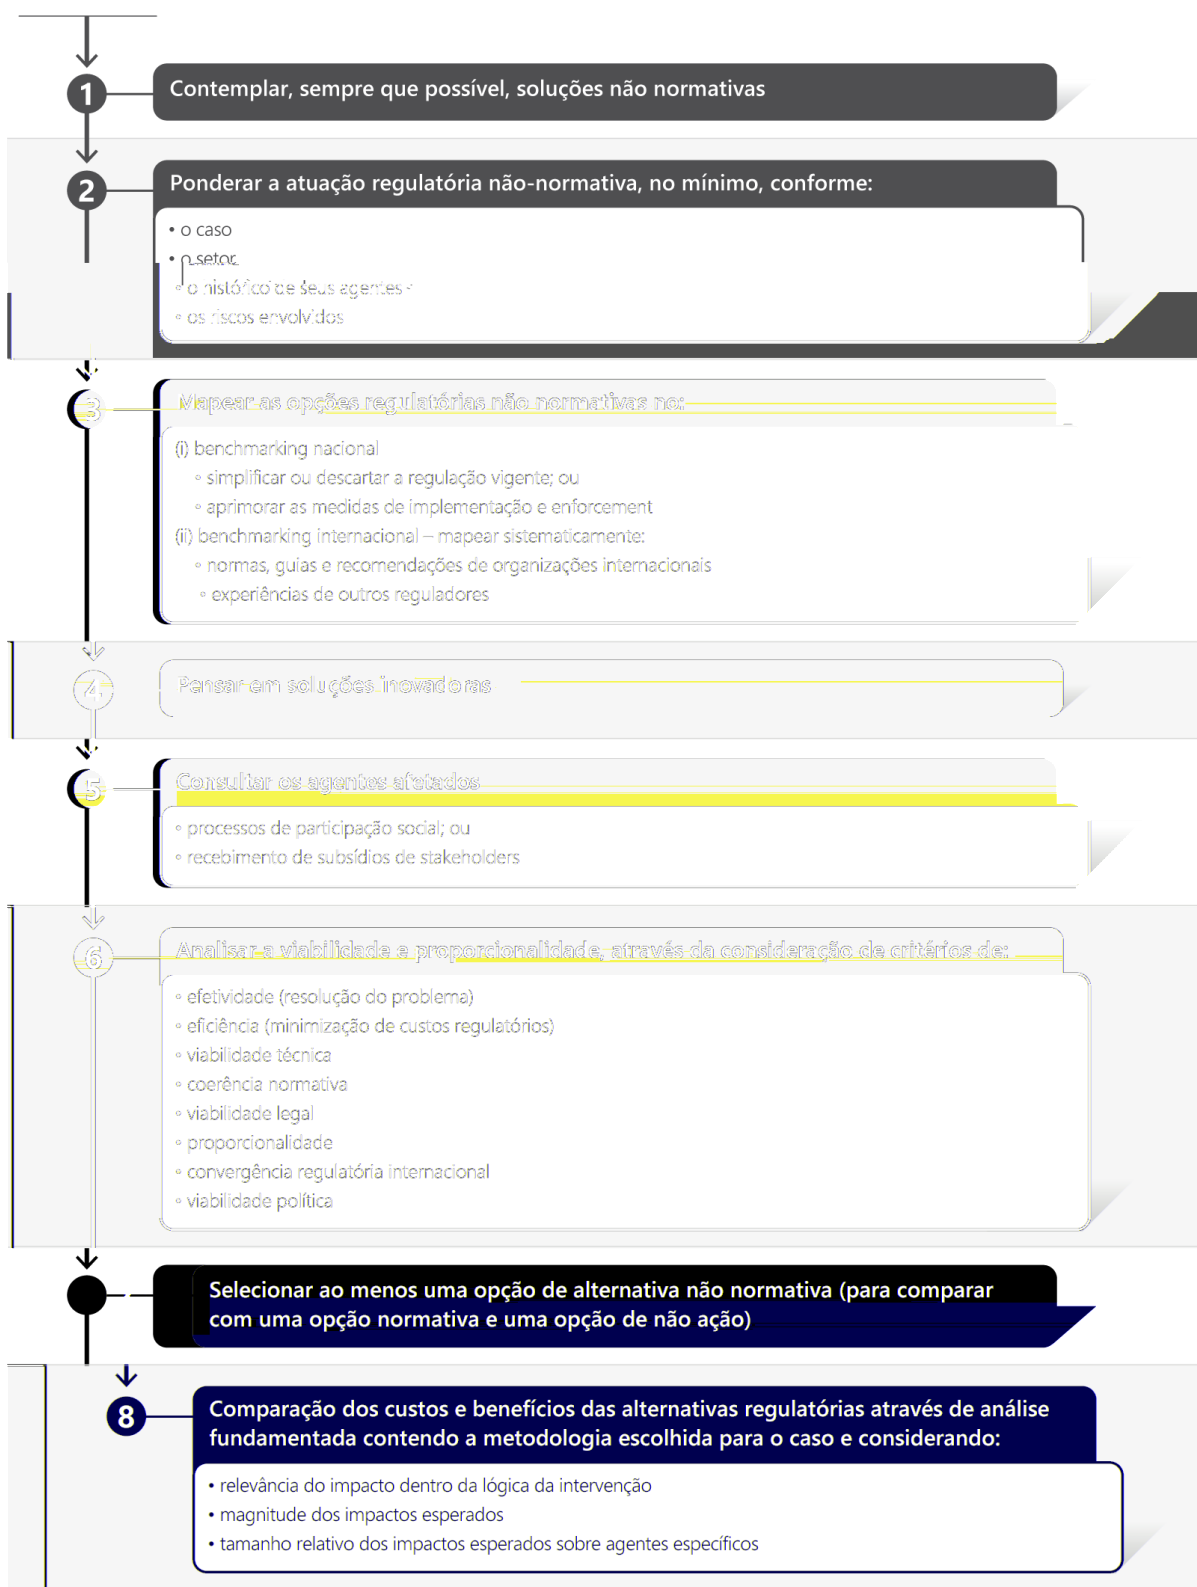 1
Contemplar, sempre que possível, soluções não normativas
2
Ponderar a atuação regulatória não-normativa, no mínimo, conforme:
• o caso
• o setor
• o histórico de seus agentes
• os riscos envolvidos
3
Mapear as opções regulatórias não normativas no:
(i) benchmarking nacional
• simplificar ou descartar a regulação vigente; ou
• aprimorar as medidas de implementação e enforcement
(ii) benchmarking internacional – mapear sistematicamente:
• normas, guias e recomendações de organizações internacionais
• experiências de outros reguladores
4
Pensar em soluções inovadoras
5
Consultar os agentes afetados
• processos de participação social; ou
• recebimento de subsídios de stakeholders
6
Analisar a viabilidade e proporcionalidade, através da consideração de critérios de:
• efetividade (resolução do problema)
• eficiência (minimização de custos regulatórios)
• viabilidade técnica
• coerência normativa
• viabilidade legal
• proporcionalidade
• convergência regulatória internacional
• viabilidade política
Selecionar ao menos uma opção de alternativa não normativa (para comparar
com uma opção normativa e uma opção de não ação)
8
Comparação dos custos e benefícios das alternativas regulatórias através de análise
fundamentada contendo a metodologia escolhida para o caso e considerando:
• relevância do impacto dentro da lógica da intervenção
• magnitude dos impactos esperados
• tamanho relativo dos impactos esperados sobre agentes específicos